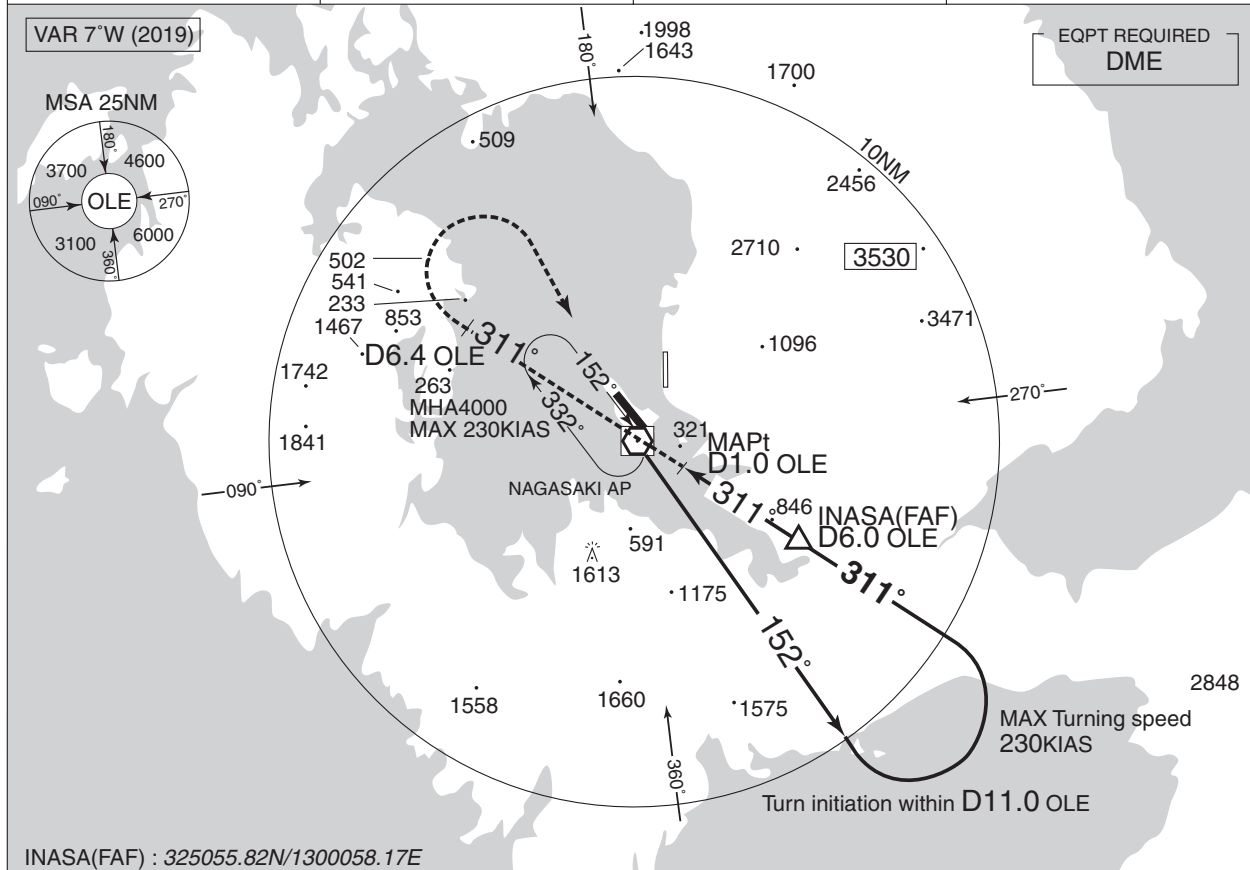 VAR 7°W (2019)
EQPT REQUIRED
DME
MSA 25NM
180°
3700
4600
090°
OLE
270°
3100
6000
360°
180°
1998
1643
1700
509
10NM
2456
2710
3530
3471
1096
502
541
233
853
1467
D6.4 OLE
311°
152°
332°
1742
263
MHA4000
MAX 230KIAS
1841
270°
090°
321
MAPt
D1.0 OLE
NAGASAKI AP
311°
846
INASA(FAF)
D6.0 OLE
311°
591
1613
1175
152°
1558
1660
1575
2848
MAX Turning speed
230KIAS
360°
Turn initiation within D11.0 OLE
INASA(FAF) : 325055.82N/1300058.17E